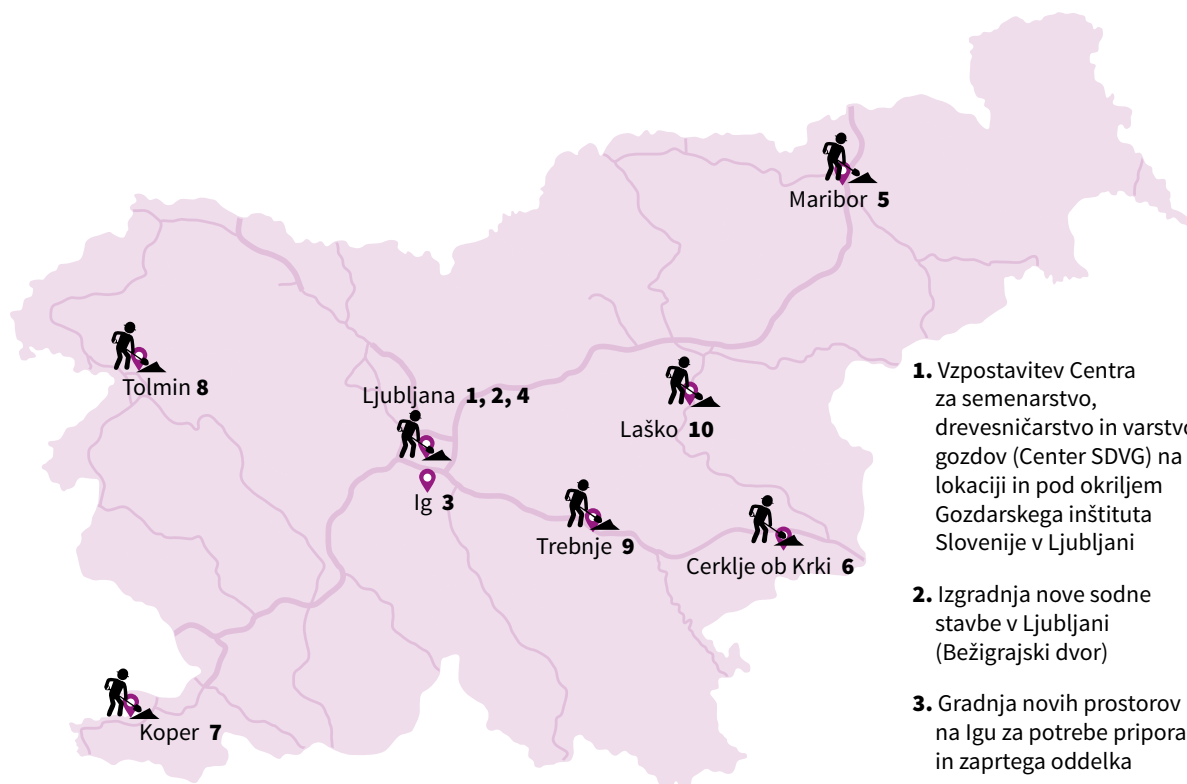 Maribor 5
Tolmin 8
Ljubljana 1, 2, 4
Laško 10
Ig 3
Trebnje 9
Cerklje ob Krki 6
Koper 7
1. Vzpostavitev Centra
za semenarstvo,
drevesničarstvo in varstvo
gozdov (Center SDVG) na
lokaciji in pod okriljem
Gozdarskega inštituta
Slovenije v Ljubljani
2. Izgradnja nove sodne
stavbe v Ljubljani
(Bežigrajski dvor)
3. Gradnja novih prostorov
na Igu za potrebe pripora
in zaprtega oddelka